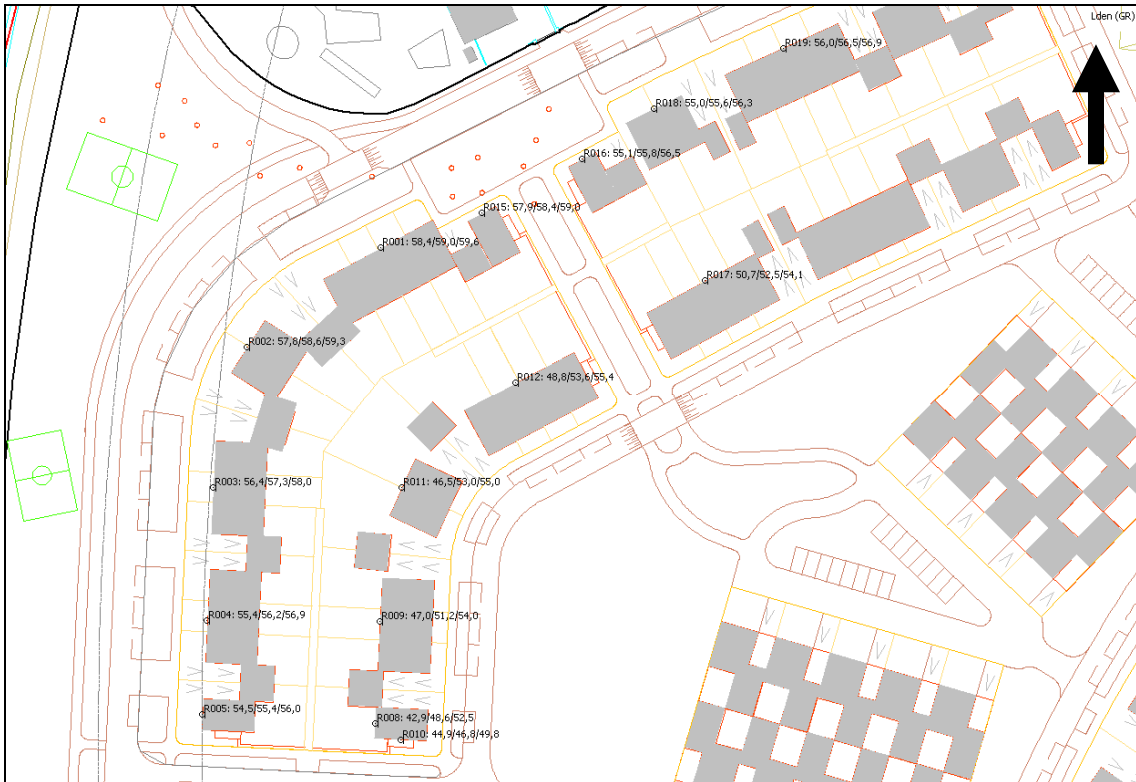 Lden (GR)
R019: 56,0/56,5/56,9
R018: 55,0/55,6/56,3
R016: 55,1/55,8/56,5
R015: 57,9/58,4/59,0
R001: 58,4/59,0/59,6
R017: 50,7/52,5/54,1
R002: 57,8/58,6/59,3
R012: 48,8/53,6/55,4
R003: 56,4/57,3/58,0
R011: 46,5/53,0/55,0
R004: 55,4/56,2/56,9
R009: 47,0/51,2/54,0
R005: 54,5/55,4/56,0
R008: 42,9/48,6/52,5
R010: 44,9/46,8/49,8